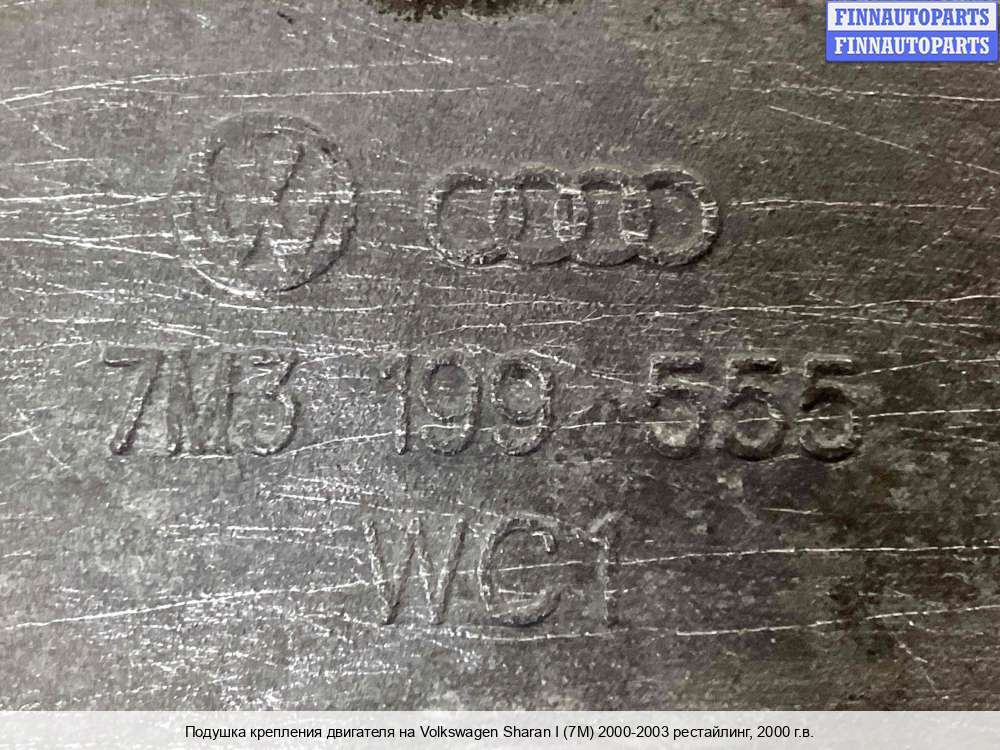 FINNAUTOPARTS
FINNAUTOPARTS
7M3 199 555
WC1
Подушка крепления двигателя на Volkswagen Sharan I (7M) 2000-2003 рестайлинг, 2000 г.в.